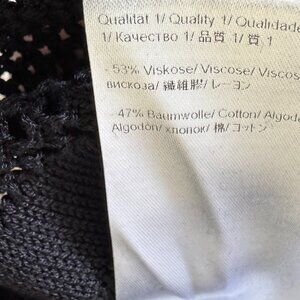 Qualität 1/ Quality 1/ Qualidade
1/ Качество 1/ 品質 1/ 質 1
- 53% Viskose/ Viscose/ Viscos
вискоза/ 纖維膠/ レーヨン
- 47% Baumwolle/ Cotton/ Algodão
Algodón/ хлопок/ 棉/ コットン